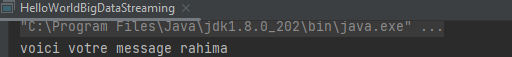 HelloWorldBigDataStreaming
"C:\Program Files\Java\jdk1.8.0_202\bin\java.exe" ...
voici votre message rahima